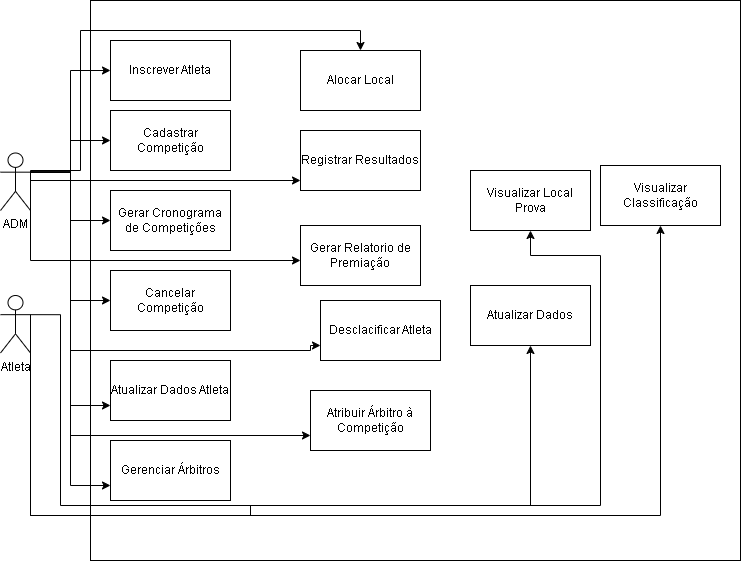 Inscrever Atleta
Alocar Local
Cadastrar
Competição
Registrar Resultados
ADM
Visualizar Local
Prova
Visualizar
Classificação
Gerar Cronograma
de Competições
Gerar Relatorio de
Premiação
Cancelar
Competição
Atleta
Desclacificar Atleta
Atualizar Dados
Atualizar Dados Atleta
Atribuir Árbitro à
Competição
Gerenciar Árbitros